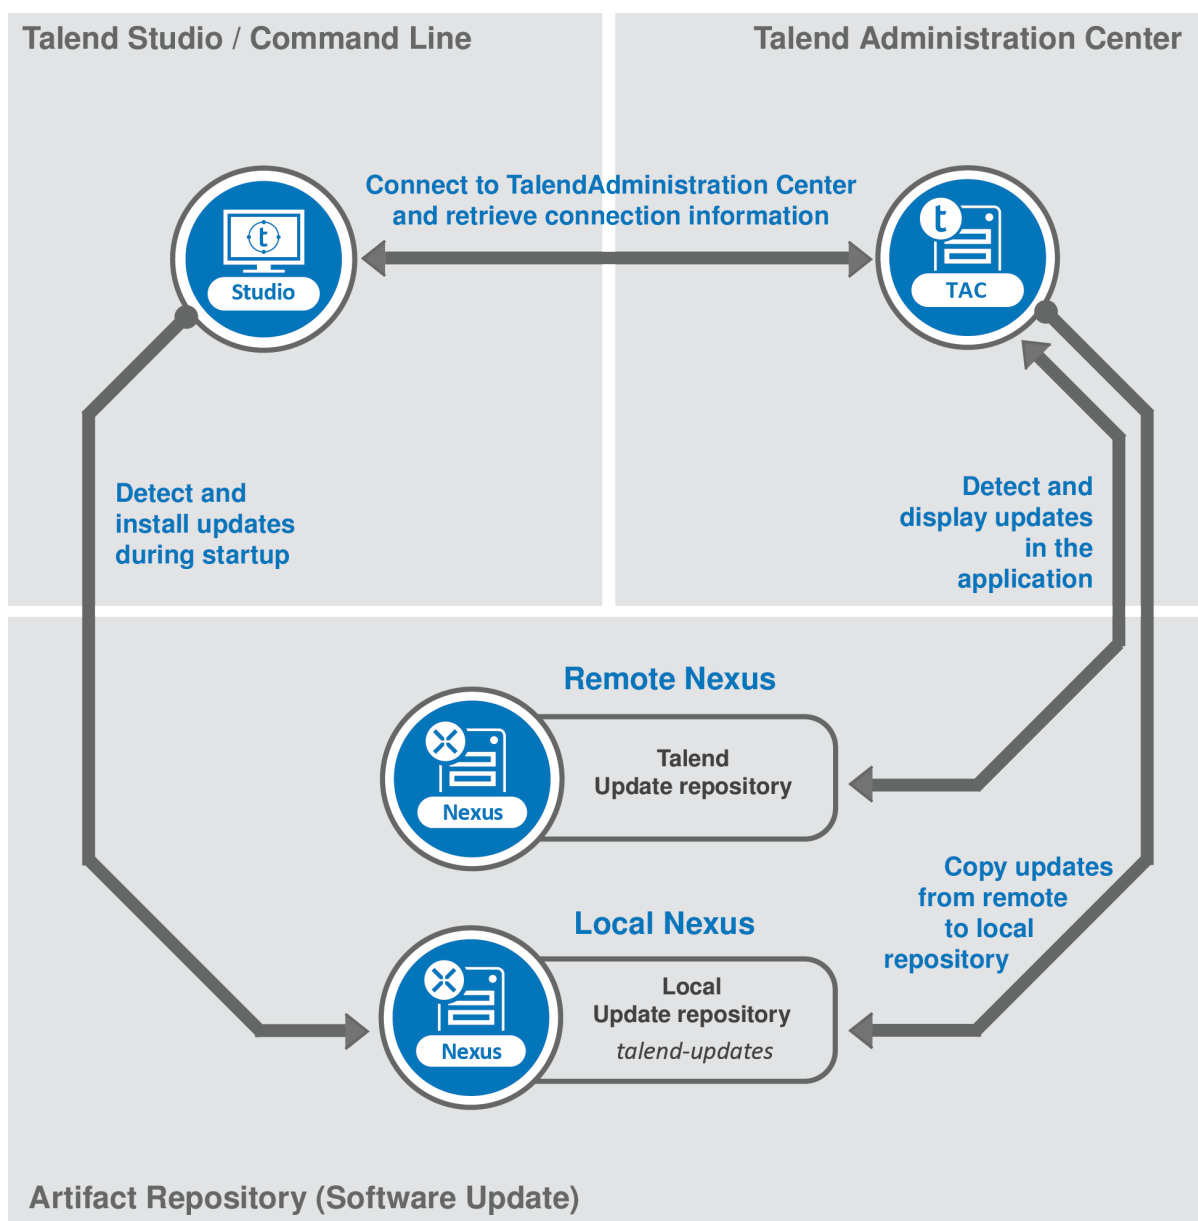 Talend Studio / Command Line
Talend Administration Center
Connect to TalendAdministration Center
and retrieve connection information
t
Studio
t
TAC
Detect and
install updates
during startup
Detect and
display updates
in the
application
Remote Nexus
Talend
Update repository
Nexus
Copy updates
from remote
to local
repository
Local Nexus
Local
Update repository
talend-updates
Nexus
Artifact Repository (Software Update)